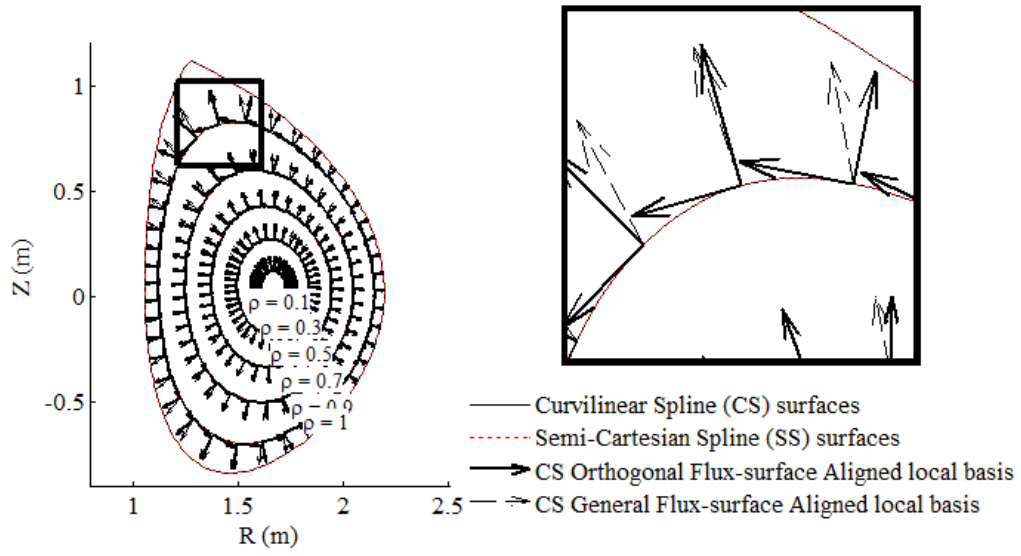 Z (m)
1
0.5
0
-0.5
ρ = 0.1
ρ = 0.3
ρ = 0.5
ρ = 0.7
ρ = 0.9
ρ = 1
1
1.5
2
2.5
R (m)
Curvilinear Spline (CS) surfaces
Semi-Cartesian Spline (SS) surfaces
CS Orthogonal Flux-surface Aligned local basis
CS General Flux-surface Aligned local basis